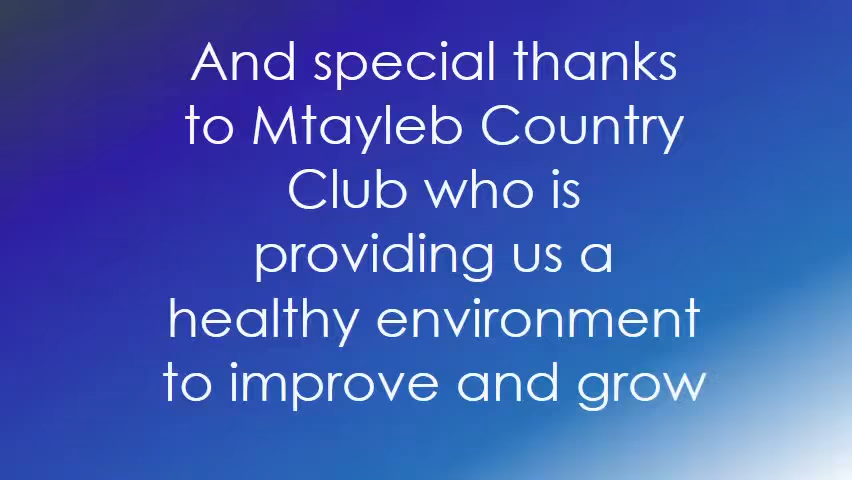 And special thanks
to Mtayleb Country
Club who is
providing us a
healthy environment
to improve and grow